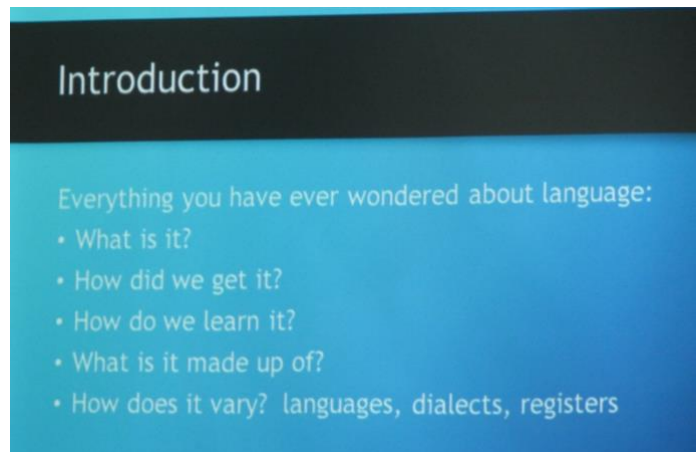 Introduction
Everything you have ever wondered about language:
• What is it?
• How did we get it?
• How do we learn it?
• What is it made up of?
• How does it vary? languages, dialects, registers